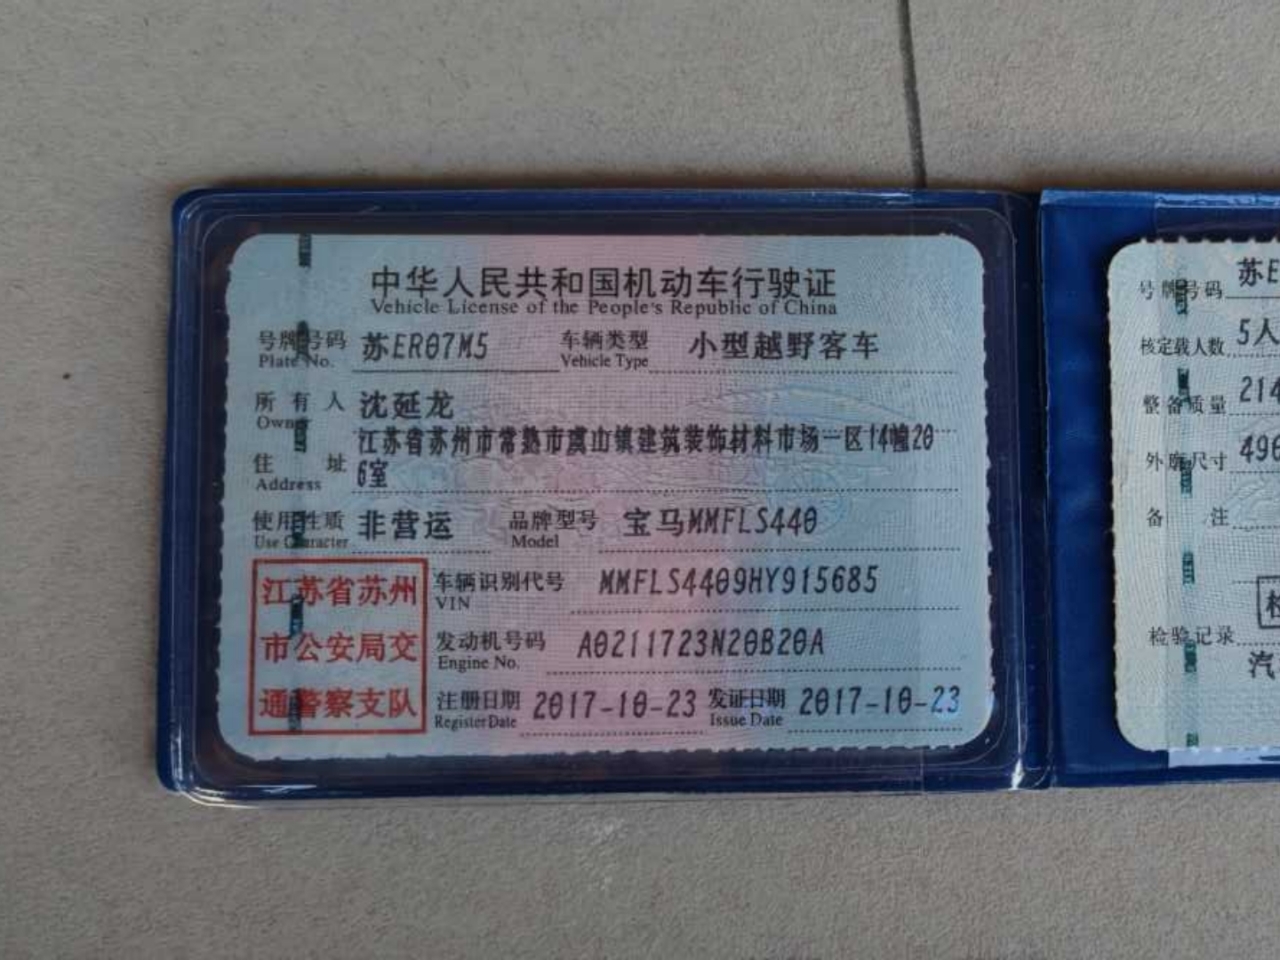 中华人民共和国机动车行驶证
Vehicle License of the People's Republic of China
号牌号码 苏ER07M5 车辆类型 小型越野客车
Plate No. Vehicle Type
所有人 沈延龙
Owner
江苏省苏州市常熟市虞山镇建筑装饰材料市场一区14幢20
住址 6室
Address
使用性质 非营运 品牌型号 宝马MMFLS440
Use Character Model
江苏省苏州
市公安局交
通警察支队
车辆识别代号 MMFLS4409HY915685
VIN
发动机号码 A0211723N20B20A
Engine No.
注册日期 2017-10-23 发证日期 2017-10-23
Register Date Issue Date
号牌号码 苏E
核定载人数 5人
整备质量 214
外廓尺寸 496
备注
检验记录
汽